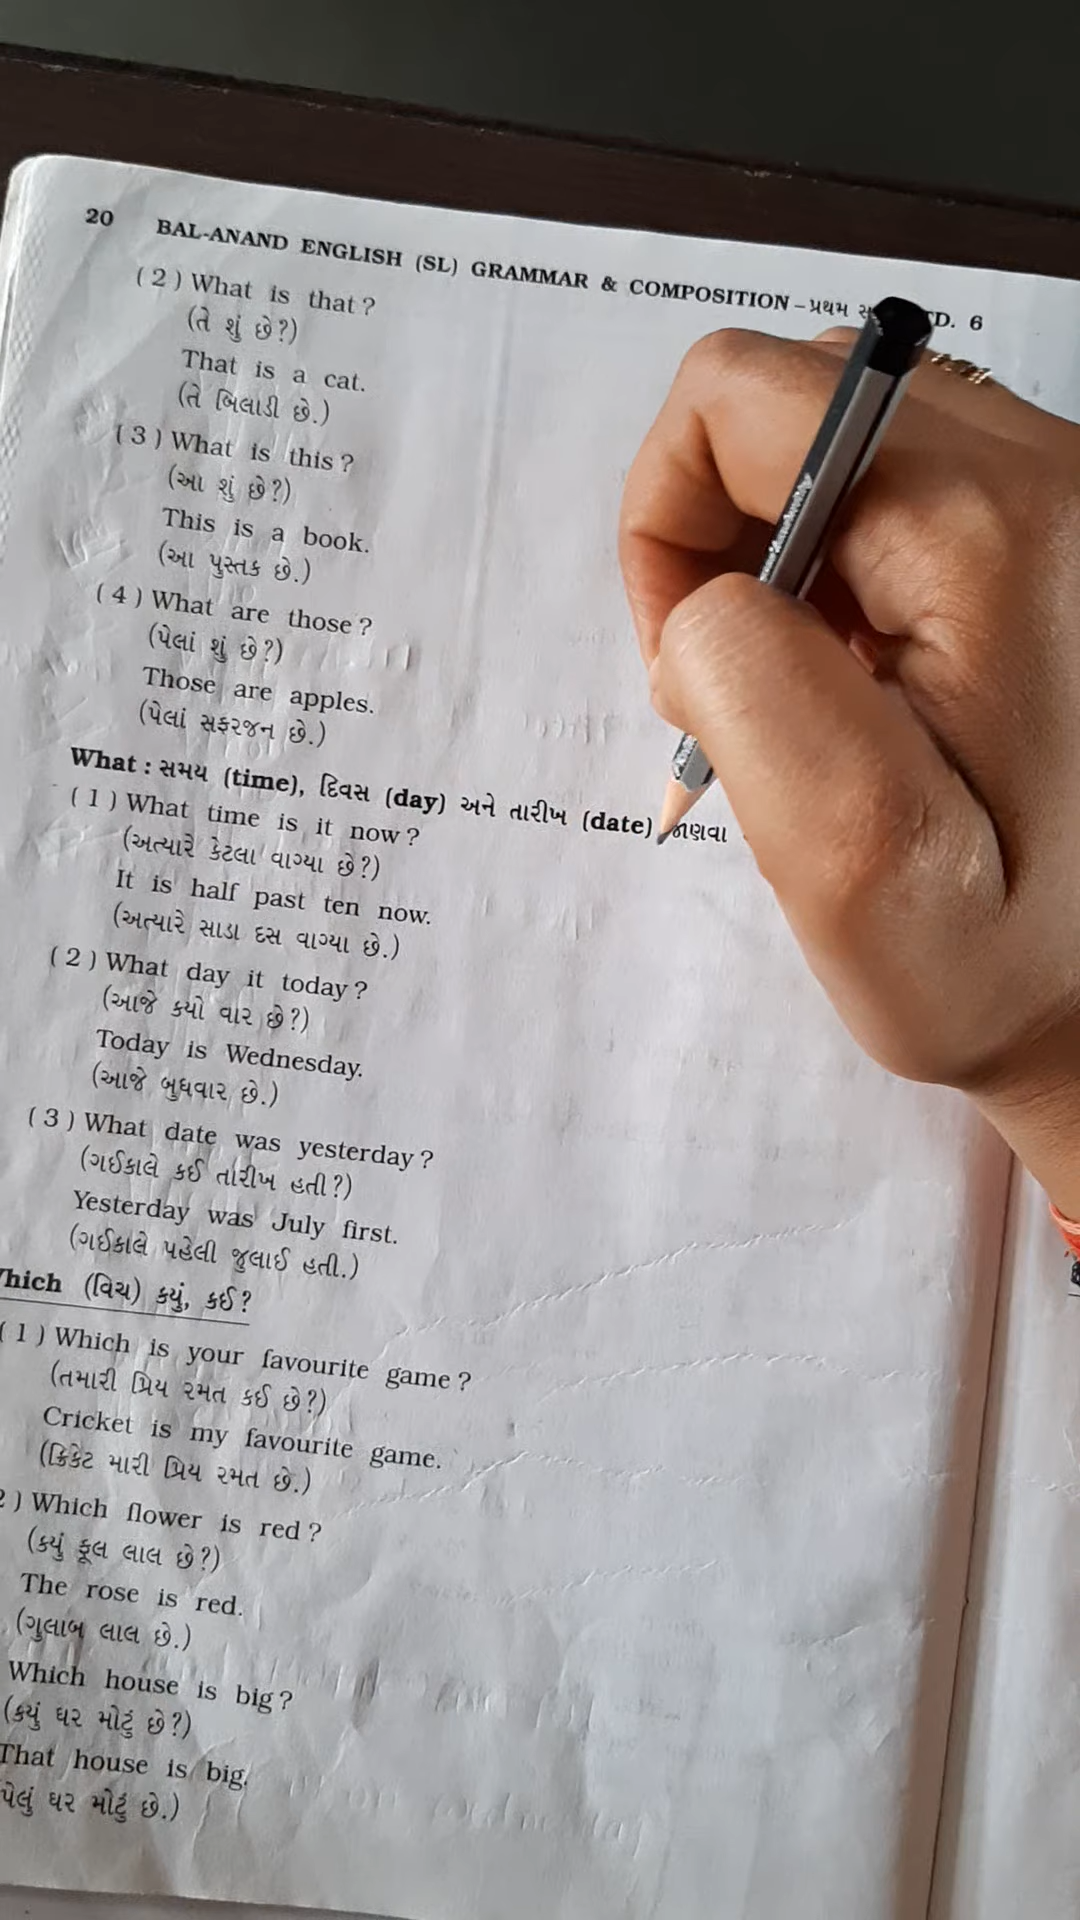 20 BAL-ANAND ENGLISH (SL) GRAMMAR & COMPOSITION – પ્રથમ TD. 6
( 2 ) What is that ?
(તે શું છે?)
That is a cat.
(તે બિલાડી છે.)
( 3 ) What is this ?
(આ શું છે?)
This is a book.
(આ પુસ્તક છે.)
( 4 ) What are those ?
(પેલાં શું છે?)
Those are apples.
(પેલાં સફરજન છે.)
What : સમય (time), દિવસ (day) અને તારીખ (date) જાણવા
( 1 ) What time is it now ?
(અત્યારે કેટલા વાગ્યા છે?)
It is half past ten now.
(અત્યારે સાડા દસ વાગ્યા છે.)
( 2 ) What day it today ?
(આજે કયો વાર છે?)
Today is Wednesday.
(આજે બુધવાર છે.)
( 3 ) What date was yesterday ?
(ગઈકાલે કઈ તારીખ હતી?)
Yesterday was July first.
(ગઈકાલે પહેલી જુલાઈ હતી.)
hich (વિચ) કયું, કઈ?
( 1 ) Which is your favourite game ?
(તમારી પ્રિય રમત કઈ છે?)
Cricket is my favourite game.
(ક્રિકેટ મારી પ્રિય રમત છે.)
2 ) Which flower is red ?
(કયું ફૂલ લાલ છે?)
The rose is red.
(ગુલાબ લાલ છે.)
Which house is big ?
(કયું ઘર મોટું છે?)
That house is big.
પેલું ઘર મોટું છે.)